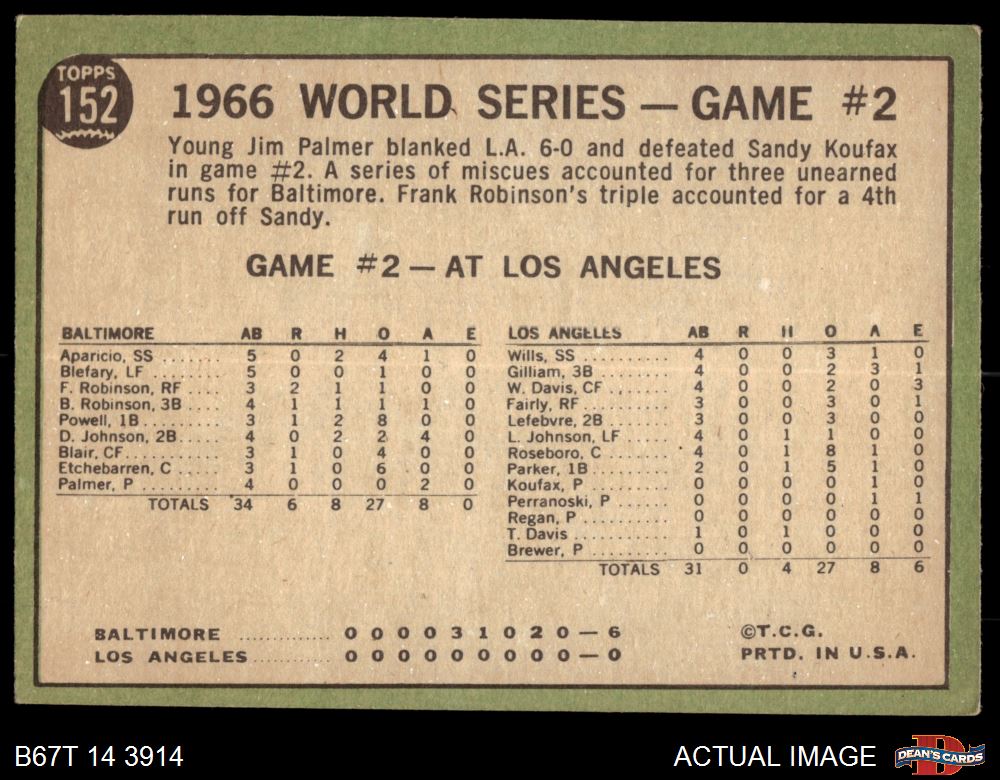 TOPPS
152
1966 WORLD SERIES — GAME #2
Young Jim Palmer blanked L.A. 6-0 and defeated Sandy Koufax
in game #2. A series of miscues accounted for three unearned
runs for Baltimore. Frank Robinson's triple accounted for a 4th
run off Sandy.
GAME #2 — AT LOS ANGELES
BALTIMORE AB R H O A E
Aparicio, SS ....... 5 0 2 4 1 0
Blefary, LF ........ 5 0 0 1 0 0
F. Robinson, RF .... 3 2 1 1 0 0
B. Robinson, 3B .... 4 1 1 1 1 0
Powell, 1B ......... 3 1 2 8 0 0
D. Johnson, 2B ..... 4 0 2 2 4 0
Blair, CF .......... 3 1 0 4 0 0
Etchebarren, C ..... 3 1 0 6 0 0
Palmer, P .......... 4 0 0 0 2 0
TOTALS 34 6 8 27 8 0
LOS ANGELES AB R H O A E
Wills, SS .......... 4 0 0 3 1 0
Gilliam, 3B ........ 4 0 0 2 3 1
W. Davis, CF ....... 4 0 0 2 0 3
Fairly, RF ......... 3 0 0 3 0 1
Lefebvre, 2B ....... 3 0 0 3 0 0
L. Johnson, LF ..... 4 0 1 1 0 0
Roseboro, C ........ 4 0 1 8 1 0
Parker, 1B ......... 2 0 1 5 1 0
Koufax, P .......... 0 0 0 0 1 0
Perranoski, P ...... 0 0 0 0 1 1
Regan, P ........... 0 0 0 0 0 0
T. Davis ........... 1 0 1 0 0 0
Brewer, P .......... 0 0 0 0 0 0
TOTALS 31 0 4 27 8 6
BALTIMORE ............. 0 0 0 0 3 1 0 2 0 — 6
LOS ANGELES ........... 0 0 0 0 0 0 0 0 0 — 0
©T.C.G.
PRTD. IN U.S.A.
B67T 14 3914
ACTUAL IMAGE
D
DEAN'S CARDS